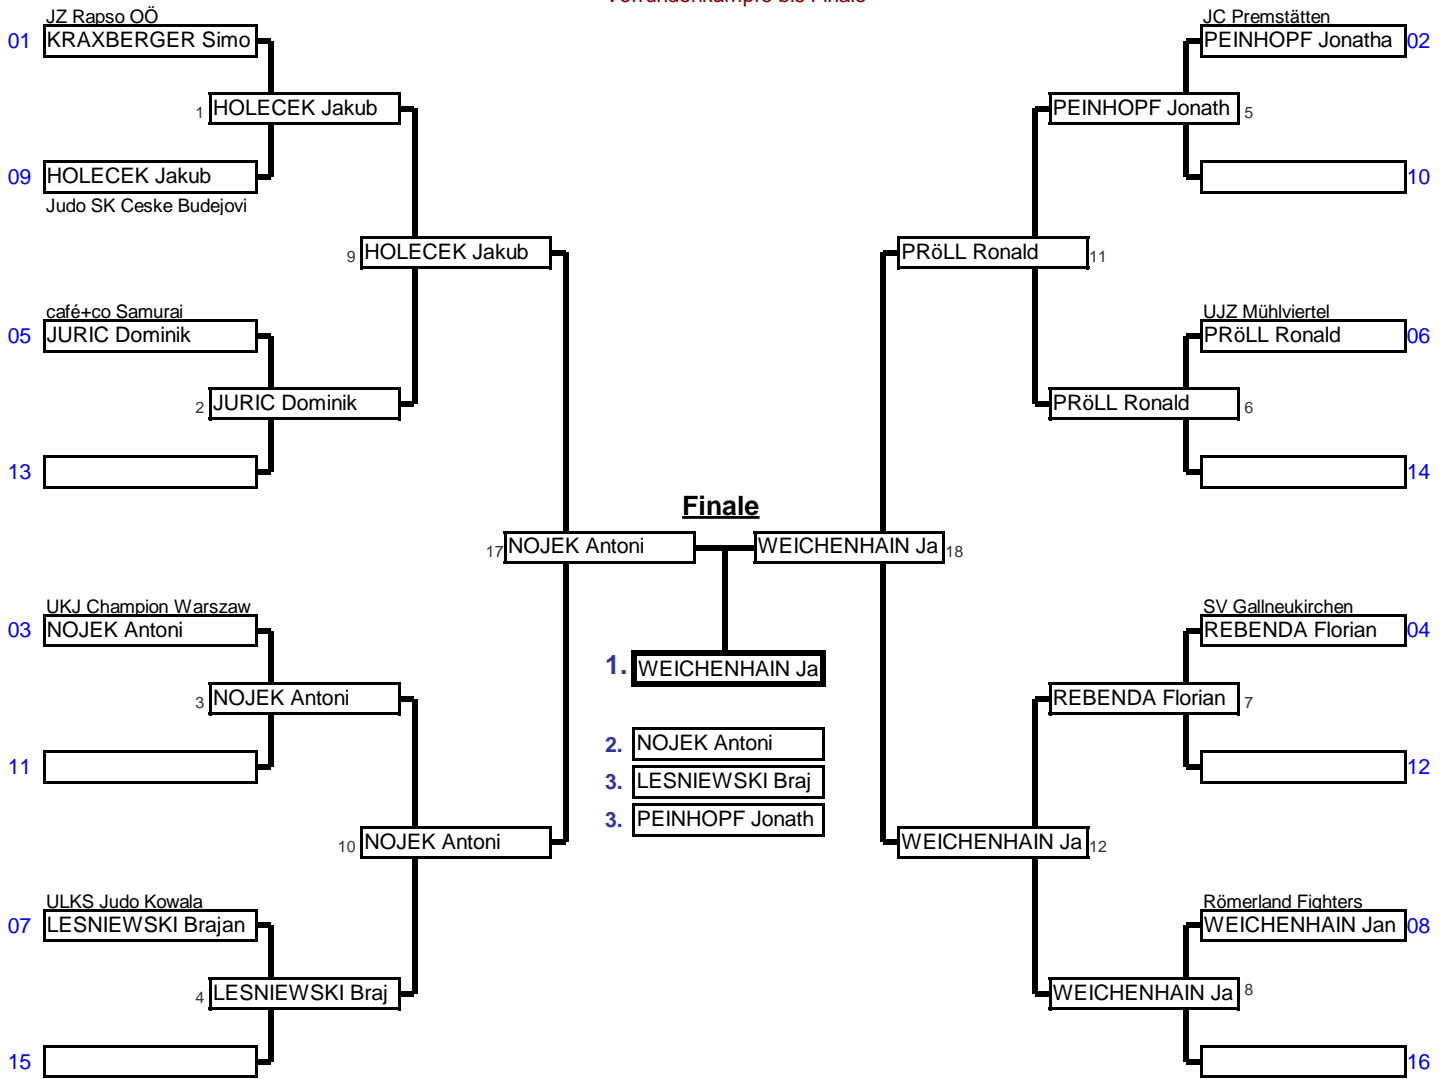 Vorrundenkämpfe bis Finale
JZ Rapso OÖ
01 KRAXBERGER Simo
1 HOLECEK Jakub
09 HOLECEK Jakub
Judo SK Ceske Budejovi
9 HOLECEK Jakub
café+co Samurai
05 JURIC Dominik
2 JURIC Dominik
13
17 NOJEK Antoni
UKJ Champion Warszaw
03 NOJEK Antoni
3 NOJEK Antoni
11
10 NOJEK Antoni
ULKS Judo Kowala
07 LESNIEWSKI Brajan
4 LESNIEWSKI Braj
15
Finale
1. WEICHENHAIN Ja
2. NOJEK Antoni
3. LESNIEWSKI Braj
3. PEINHOPF Jonath
JC Premstätten
PEINHOPF Jonatha 02
PEINHOPF Jonath 5
10
PRöLL Ronald 11
UJZ Mühlviertel
PRöLL Ronald 06
PRöLL Ronald 6
14
WEICHENHAIN Ja 18
SV Gallneukirchen
REBENDA Florian 04
REBENDA Florian 7
12
WEICHENHAIN Ja 12
Römerland Fighters
WEICHENHAIN Jan 08
WEICHENHAIN Ja 8
16